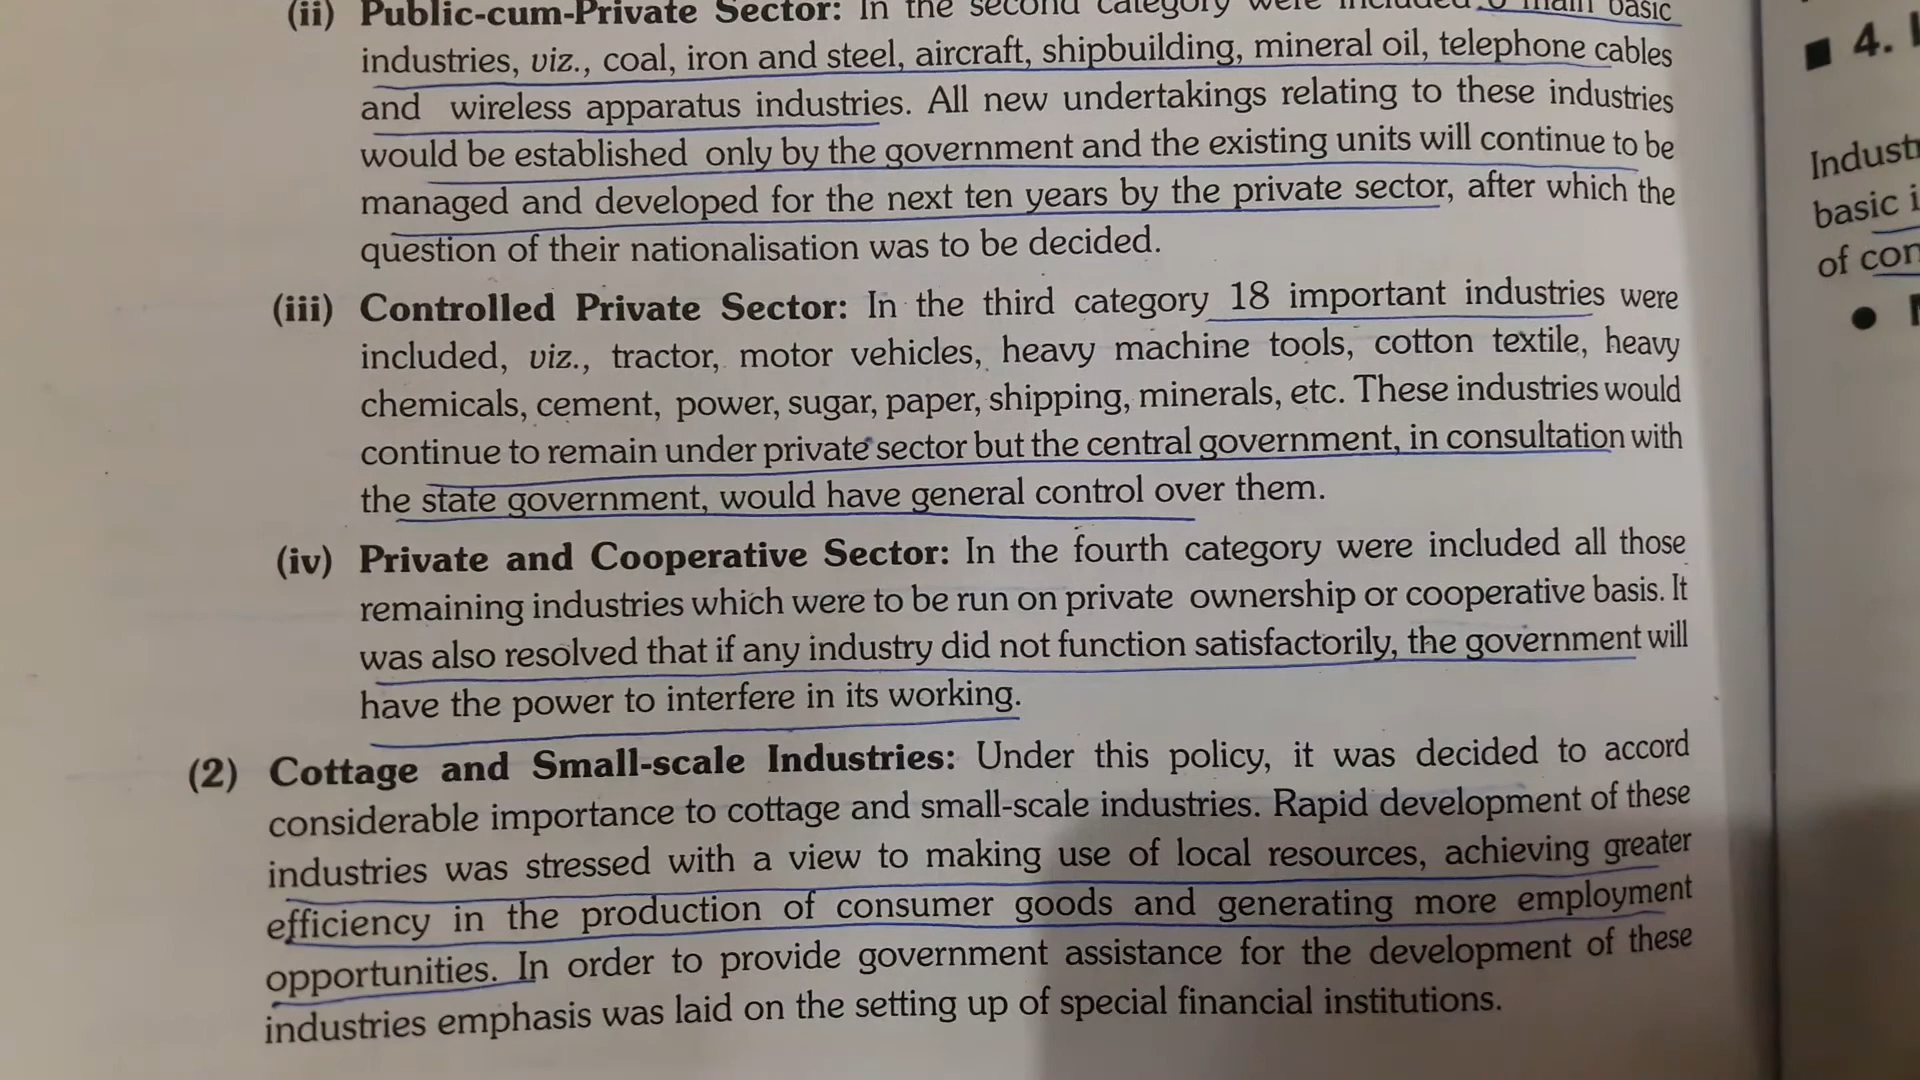 (ii) Public-cum-Private Sector: In the second category were included 6 main basic
industries, viz., coal, iron and steel, aircraft, shipbuilding, mineral oil, telephone cables
and wireless apparatus industries. All new undertakings relating to these industries
would be established only by the government and the existing units will continue to be
managed and developed for the next ten years by the private sector, after which the
question of their nationalisation was to be decided.
(iii) Controlled Private Sector: In the third category 18 important industries were
included, viz., tractor, motor vehicles, heavy machine tools, cotton textile, heavy
chemicals, cement, power, sugar, paper, shipping, minerals, etc. These industries would
continue to remain under private sector but the central government, in consultation with
the state government, would have general control over them.
(iv) Private and Cooperative Sector: In the fourth category were included all those
remaining industries which were to be run on private ownership or cooperative basis. It
was also resolved that if any industry did not function satisfactorily, the government will
have the power to interfere in its working.
(2) Cottage and Small-scale Industries: Under this policy, it was decided to accord
considerable importance to cottage and small-scale industries. Rapid development of these
industries was stressed with a view to making use of local resources, achieving greater
efficiency in the production of consumer goods and generating more employment
opportunities. In order to provide government assistance for the development of these
industries emphasis was laid on the setting up of special financial institutions.
■ 4.
basic
of